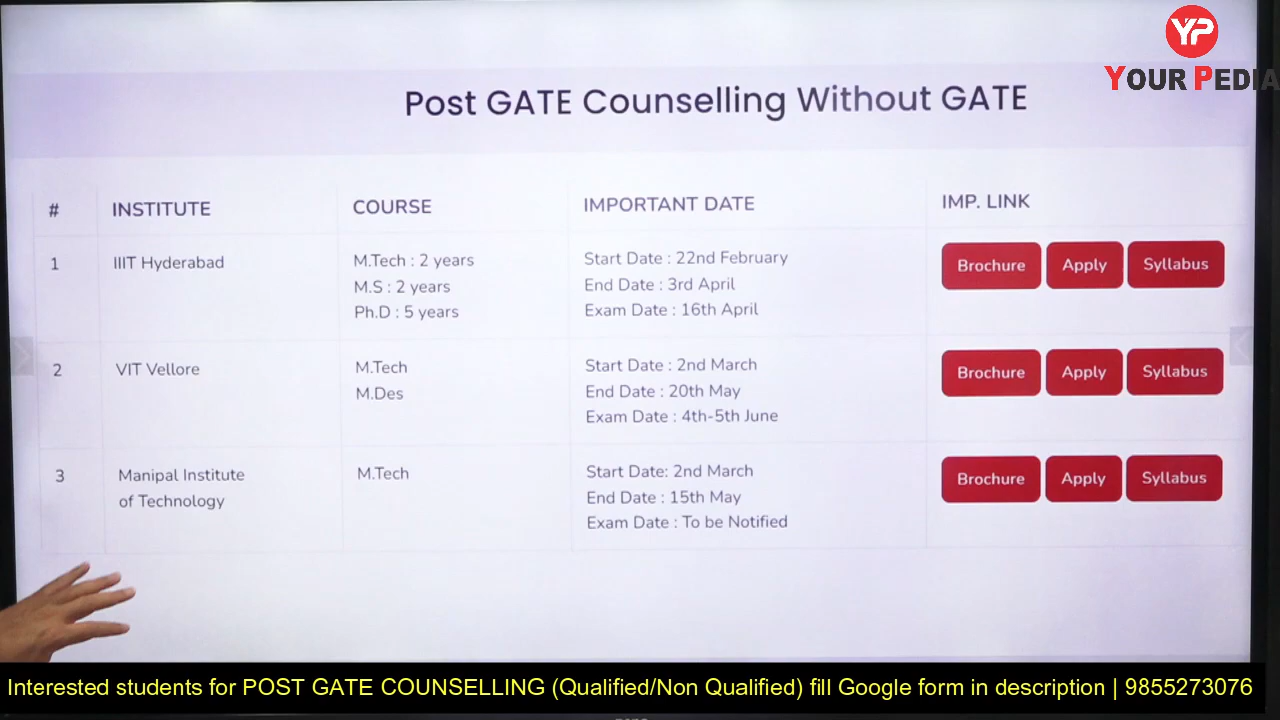 YP
YOUR PEDIA
Post GATE Counselling Without GATE
# INSTITUTE COURSE IMPORTANT DATE IMP. LINK
1 IIIT Hyderabad M.Tech : 2 years Start Date : 22nd February Brochure Apply Syllabus
M.S : 2 years End Date : 3rd April
Ph.D : 5 years Exam Date : 16th April
2 VIT Vellore M.Tech Start Date : 2nd March Brochure Apply Syllabus
M.Des End Date : 20th May
Exam Date : 4th-5th June
3 Manipal Institute M.Tech Start Date: 2nd March Brochure Apply Syllabus
of Technology End Date : 15th May
Exam Date : To be Notified
Interested students for POST GATE COUNSELLING (Qualified/Non Qualified) fill Google form in description | 9855273076